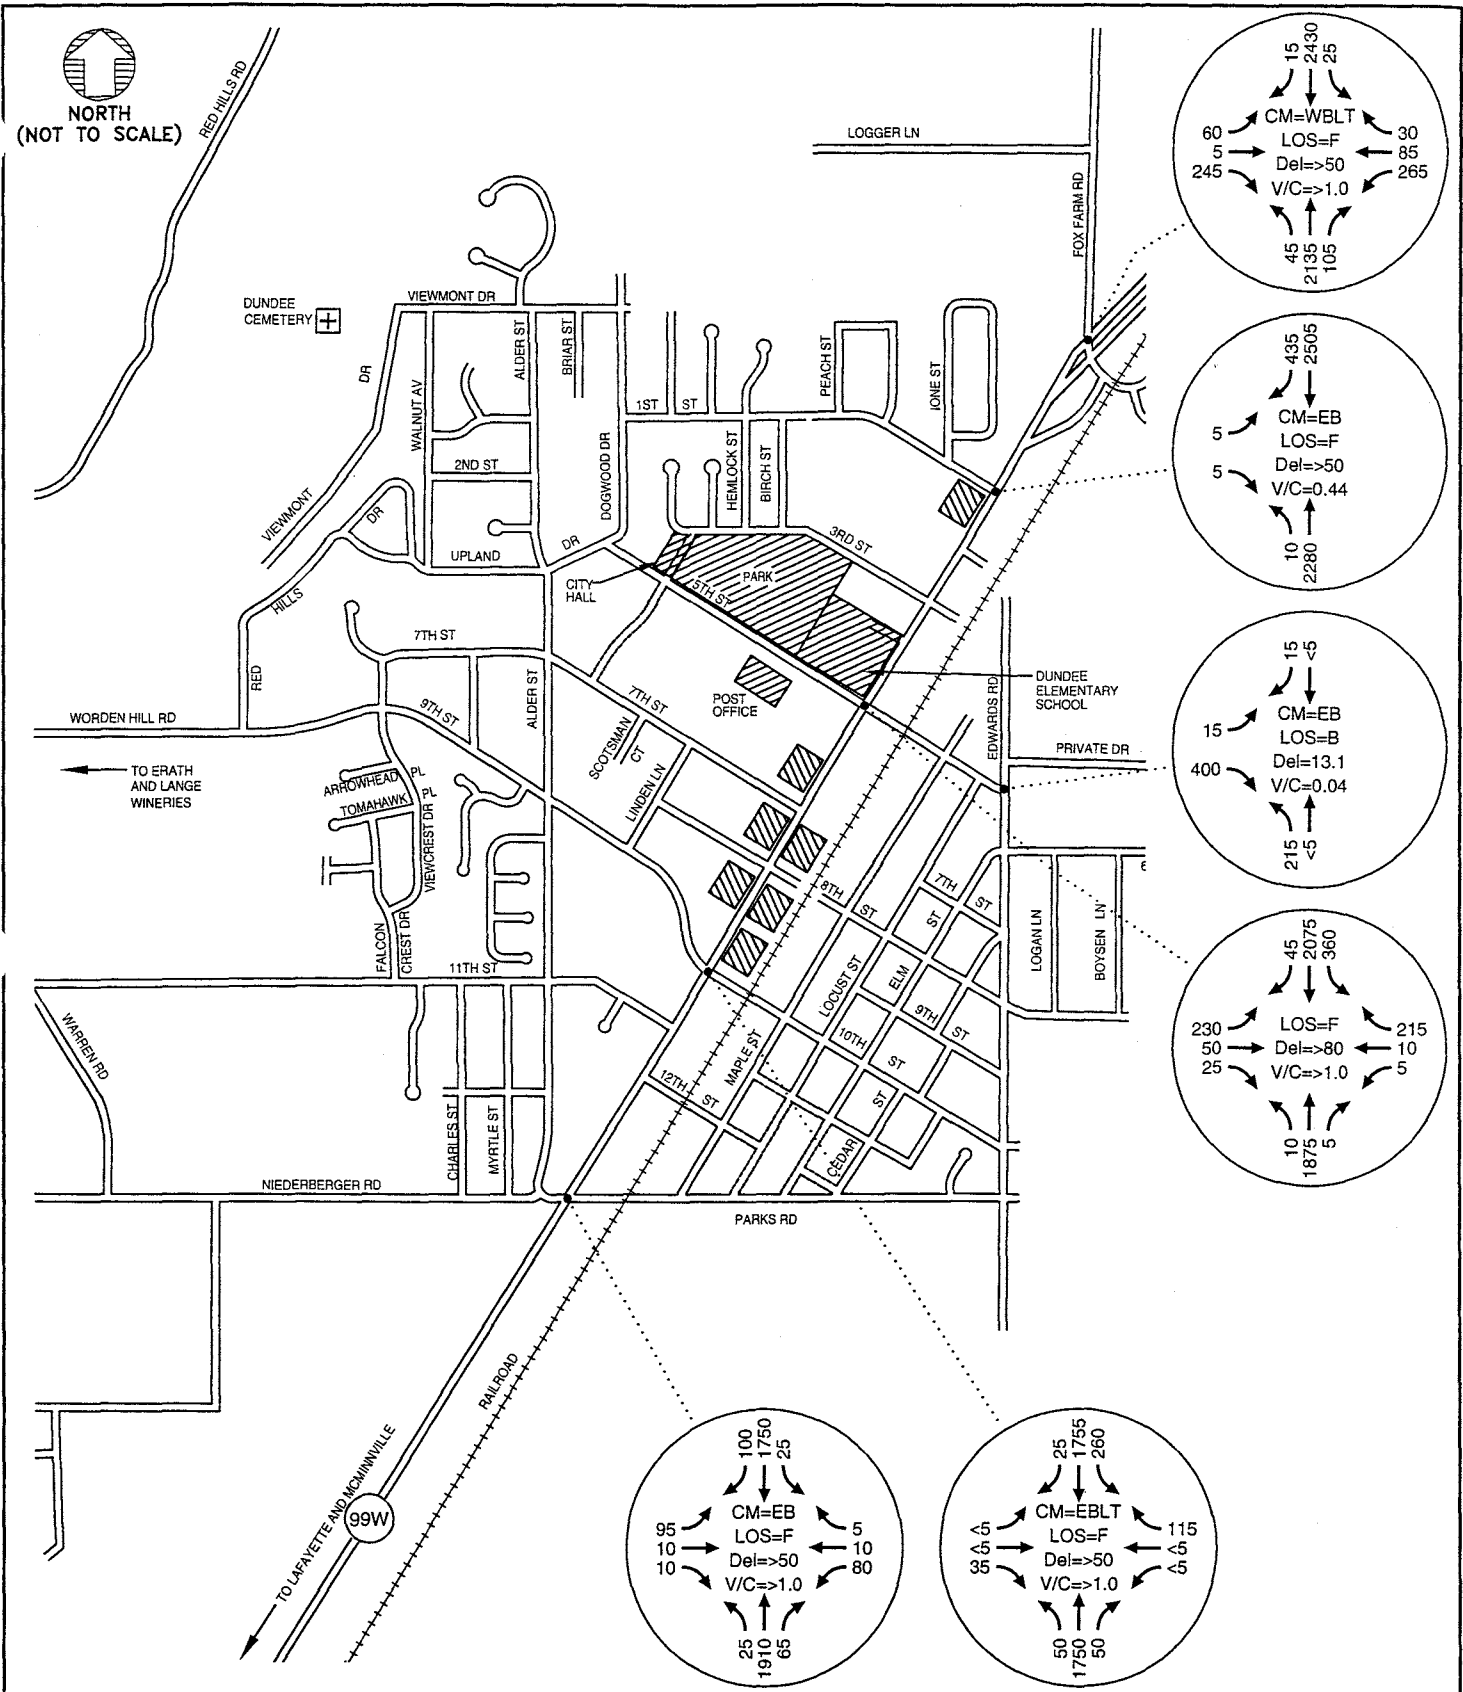 NORTH
(NOT TO SCALE)
RED HILLS RD
LOGGER LN
FOX FARM RD
15 2430 25
CM=WBLT
60 LOS=F 30
5 Del=>50 85
245 V/C=>1.0 265
45 2135 105
DUNDEE
CEMETERY
VIEWMONT DR
DR
VIEWMONT
WALNUT AV
ALDER ST
BRIAR ST
DOGWOOD DR
1ST ST
PEACH ST
IONE ST
HEMLOCK ST
BIRCH ST
2ND ST
3RD ST
UPLAND DR
CITY
HALL
PARK
5TH ST
435 2505
CM=EB
5 LOS=F
Del=>50
5 V/C=0.44
10 2280
RED HILLS DR
7TH ST
9TH ST
ALDER ST
7TH ST
POST
OFFICE
SCOTSMAN CT
LINDEN LN
DUNDEE
ELEMENTARY
SCHOOL
EDWARDS RD
PRIVATE DR
15 <5
CM=EB
15 LOS=B
Del=13.1
400 V/C=0.04
215 <5
WORDEN HILL RD
TO ERATH
AND LANGE
WINERIES
ARROWHEAD PL
TOMAHAWK PL
VIEWCREST DR
FALCON CREST DR
11TH ST
8TH ST
7TH ST
ELM ST
LOCUST ST
9TH ST
10TH ST
MAPLE ST
12TH ST
CEDAR ST
LOGAN LN
BOYSEN LN
6
45 2075 360
LOS=F
230 215
50 Del=>80 10
25 V/C=>1.0 5
10 1875 5
WARREN RD
CHARLES ST
MYRTLE ST
NIEDERBERGER RD
PARKS RD
RAILROAD
TO LAFAYETTE AND MCMINNVILLE
99W
100 1750 25
CM=EB
95 LOS=F 5
10 Del=>50 10
10 V/C=>1.0 80
25 1910 65
25 1755 260
CM=EBLT
<5 LOS=F 115
<5 Del=>50 <5
35 V/C=>1.0 <5
50 1750 50